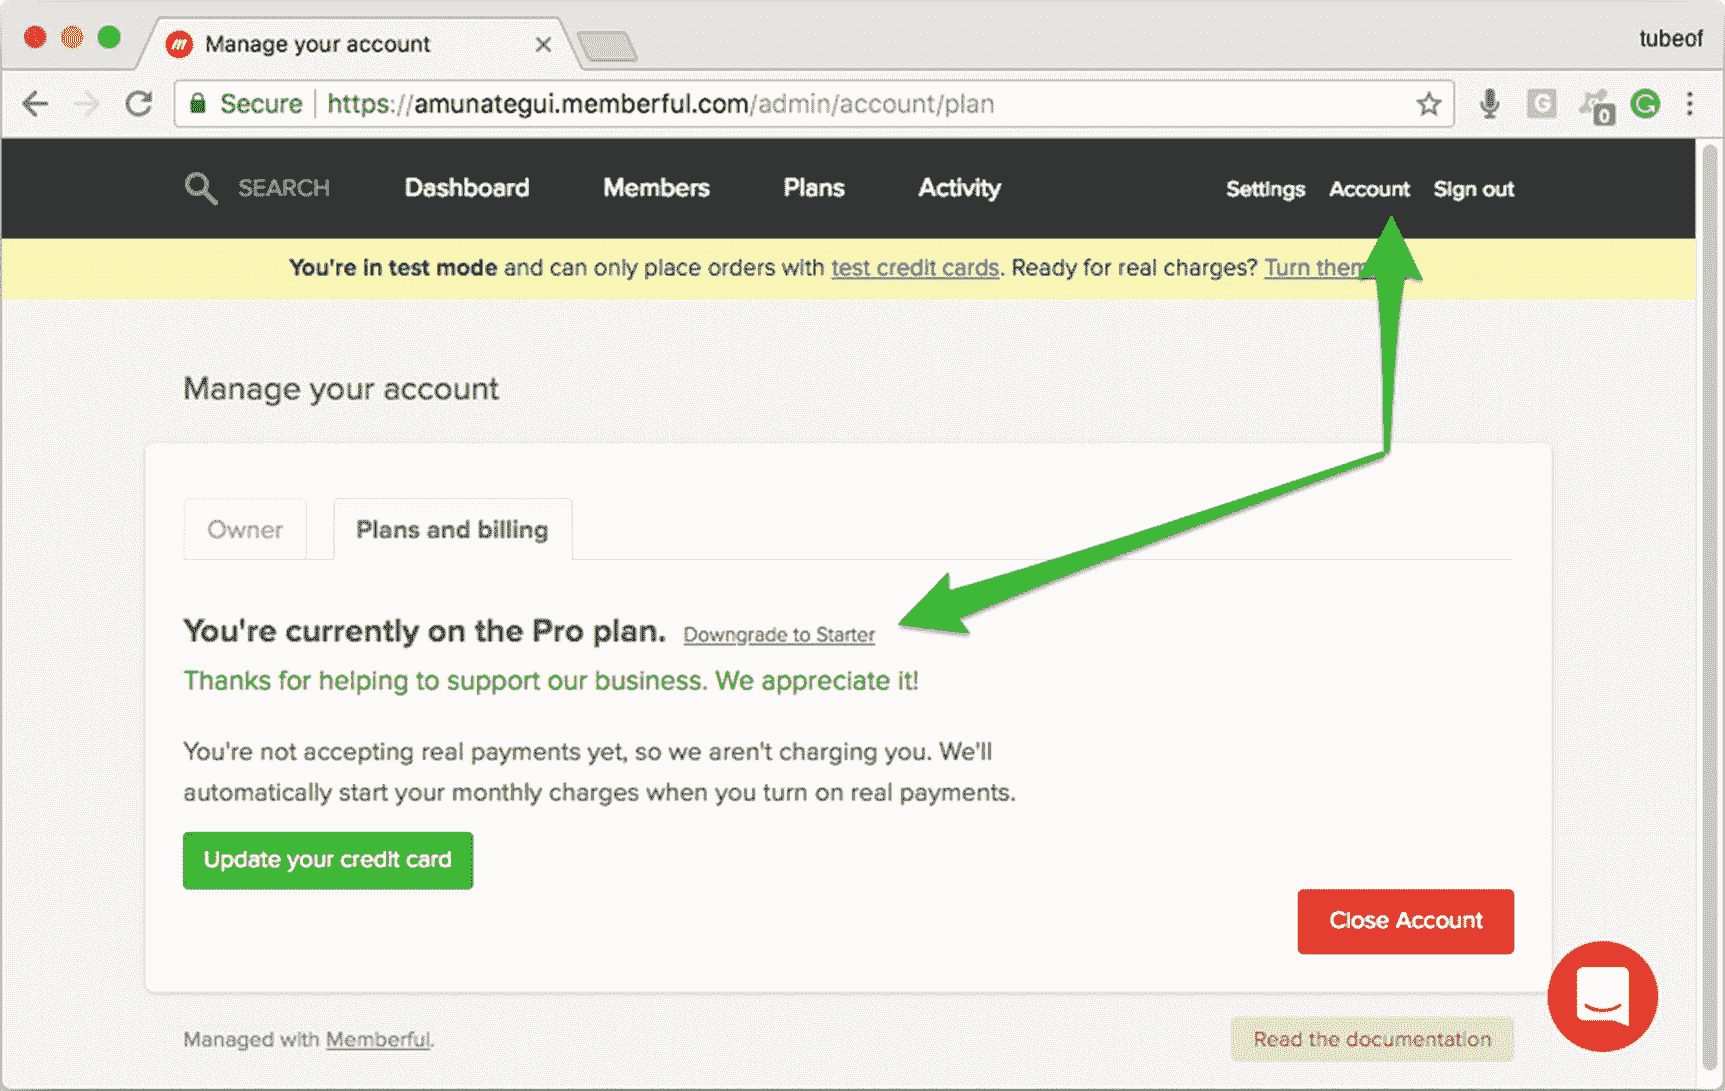 Manage your account
tubeof
Secure https://amunategui.memberful.com/admin/account/plan
G
0
G
SEARCH Dashboard Members Plans Activity Settings Account Sign out
You're in test mode and can only place orders with test credit cards. Ready for real charges? Turn them
Manage your account
Owner Plans and billing
You're currently on the Pro plan. Downgrade to Starter
Thanks for helping to support our business. We appreciate it!
You're not accepting real payments yet, so we aren't charging you. We'll
automatically start your monthly charges when you turn on real payments.
Update your credit card
Close Account
Managed with Memberful.
Read the documentation